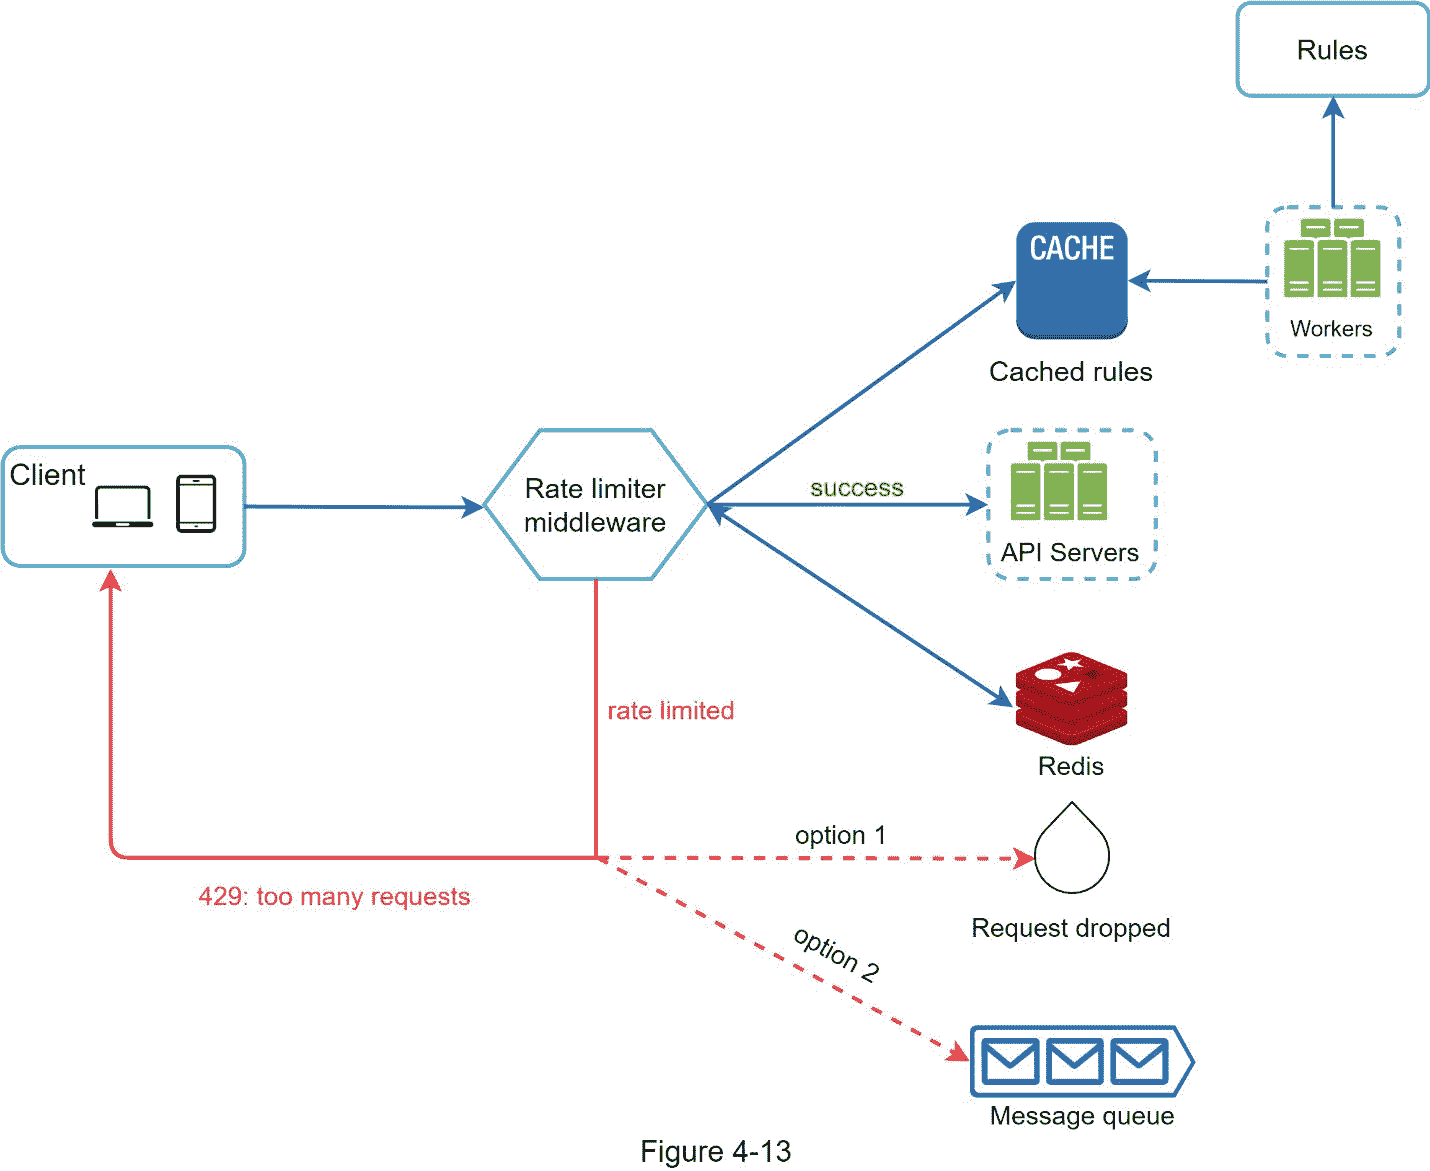 Rules
CACHE
Workers
Cached rules
Client
Rate limiter
middleware
success
API Servers
rate limited
Redis
option 1
429: too many requests
Request dropped
option 2
Message queue
Figure 4-13